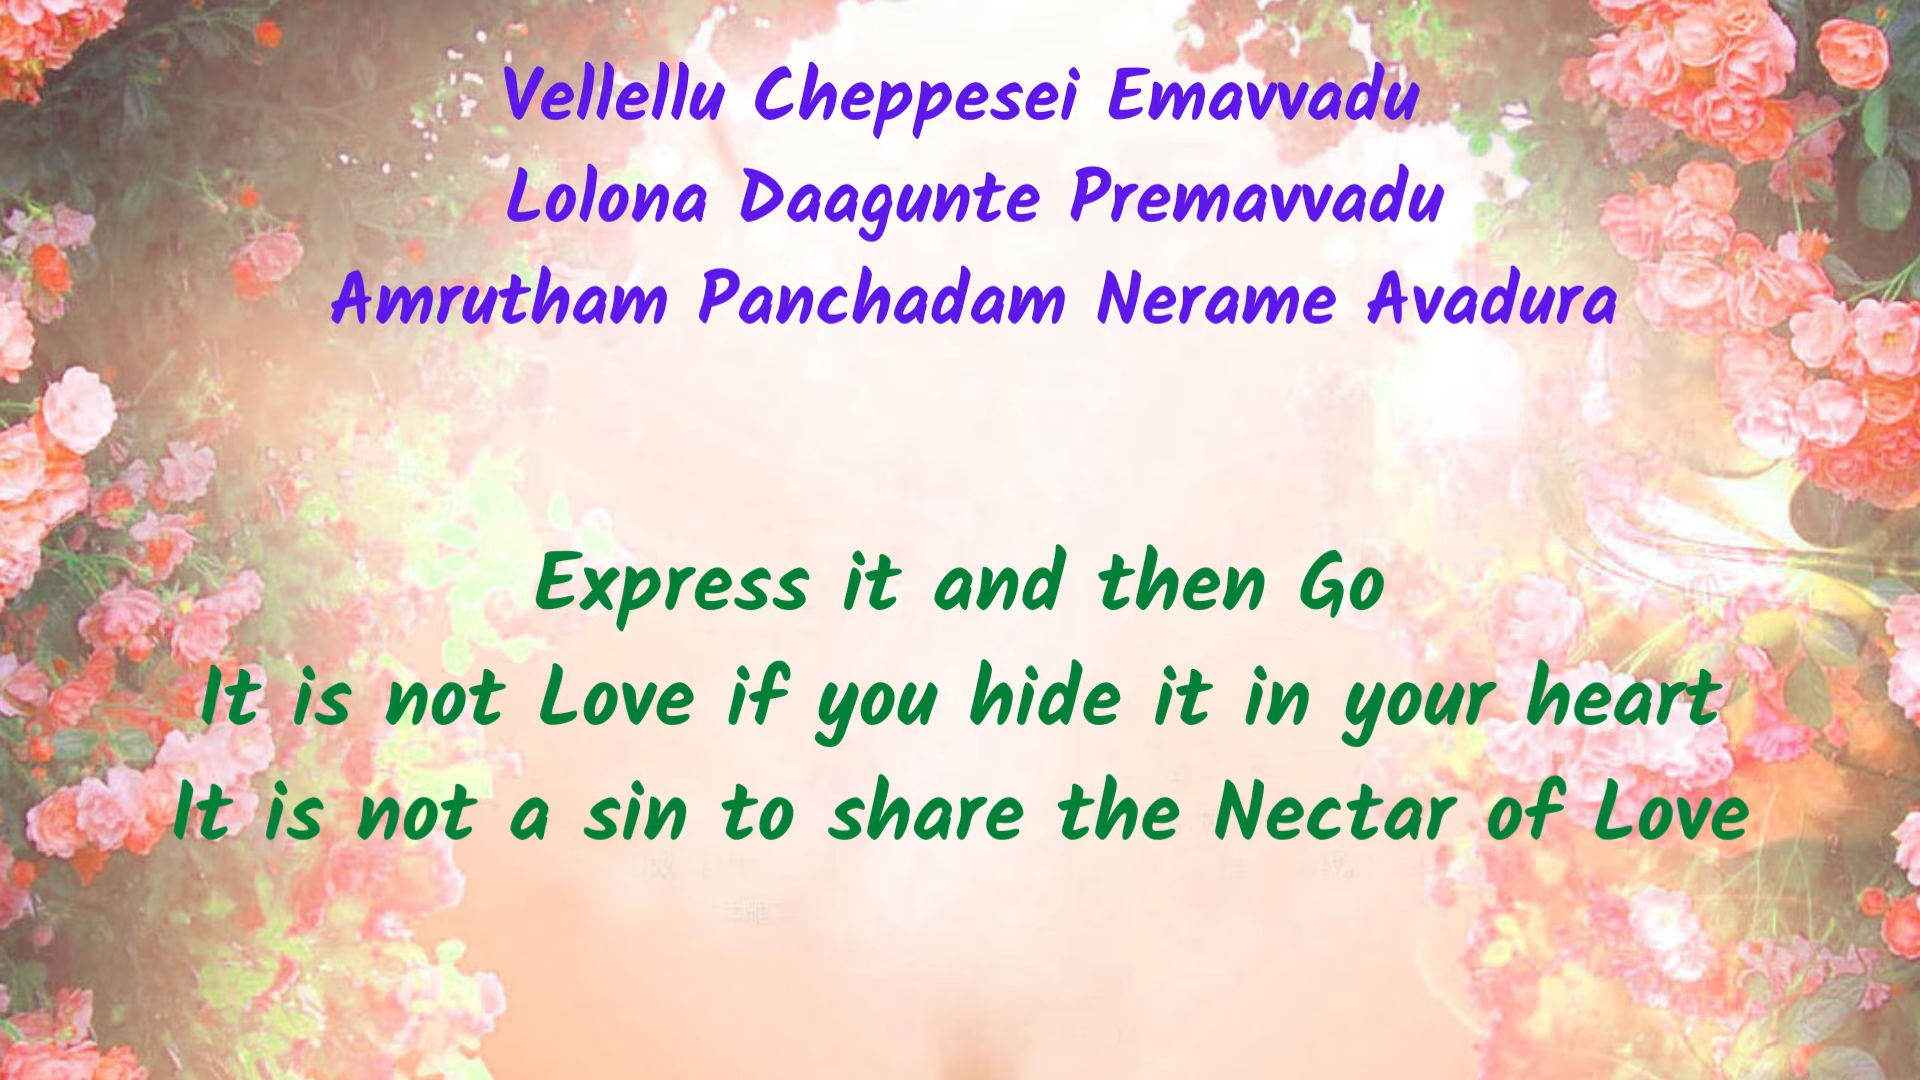 Vellellu Cheppesei Emavvadu
Lolona Daagunte Premavvadu
Amrutham Panchadam Nerame Avadura
Express it and then Go
It is not Love if you hide it in your heart
It is not a sin to share the Nectar of Love